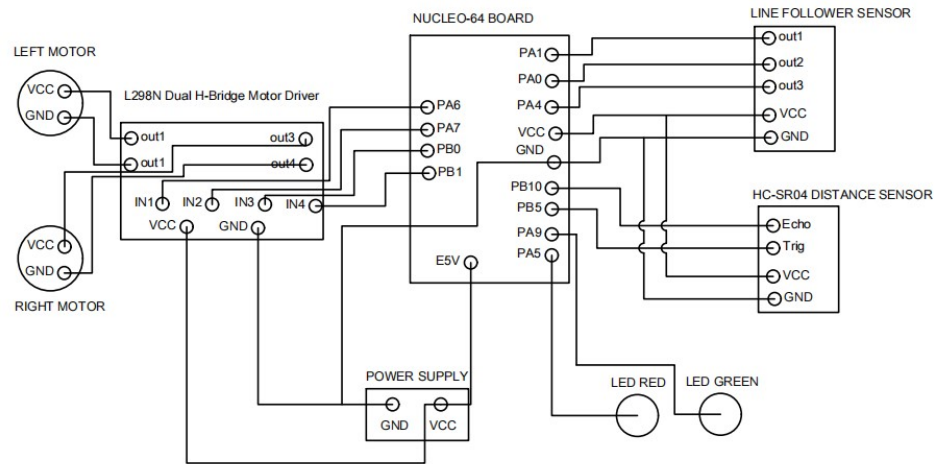 NUCLEO-64 BOARD
LINE FOLLOWER SENSOR
out1
out2
out3
VCC
GND
LEFT MOTOR
VCC
GND
L298N Dual H-Bridge Motor Driver
out1
out1
out3
out4
IN1
IN2
IN3
IN4
VCC
GND
PA6
PA7
PB0
PB1
PA1
PA0
PA4
VCC
GND
PB10
PB5
PA9
PA5
E5V
HC-SR04 DISTANCE SENSOR
Echo
Trig
VCC
GND
VCC
GND
RIGHT MOTOR
POWER SUPPLY
GND
VCC
LED RED
LED GREEN